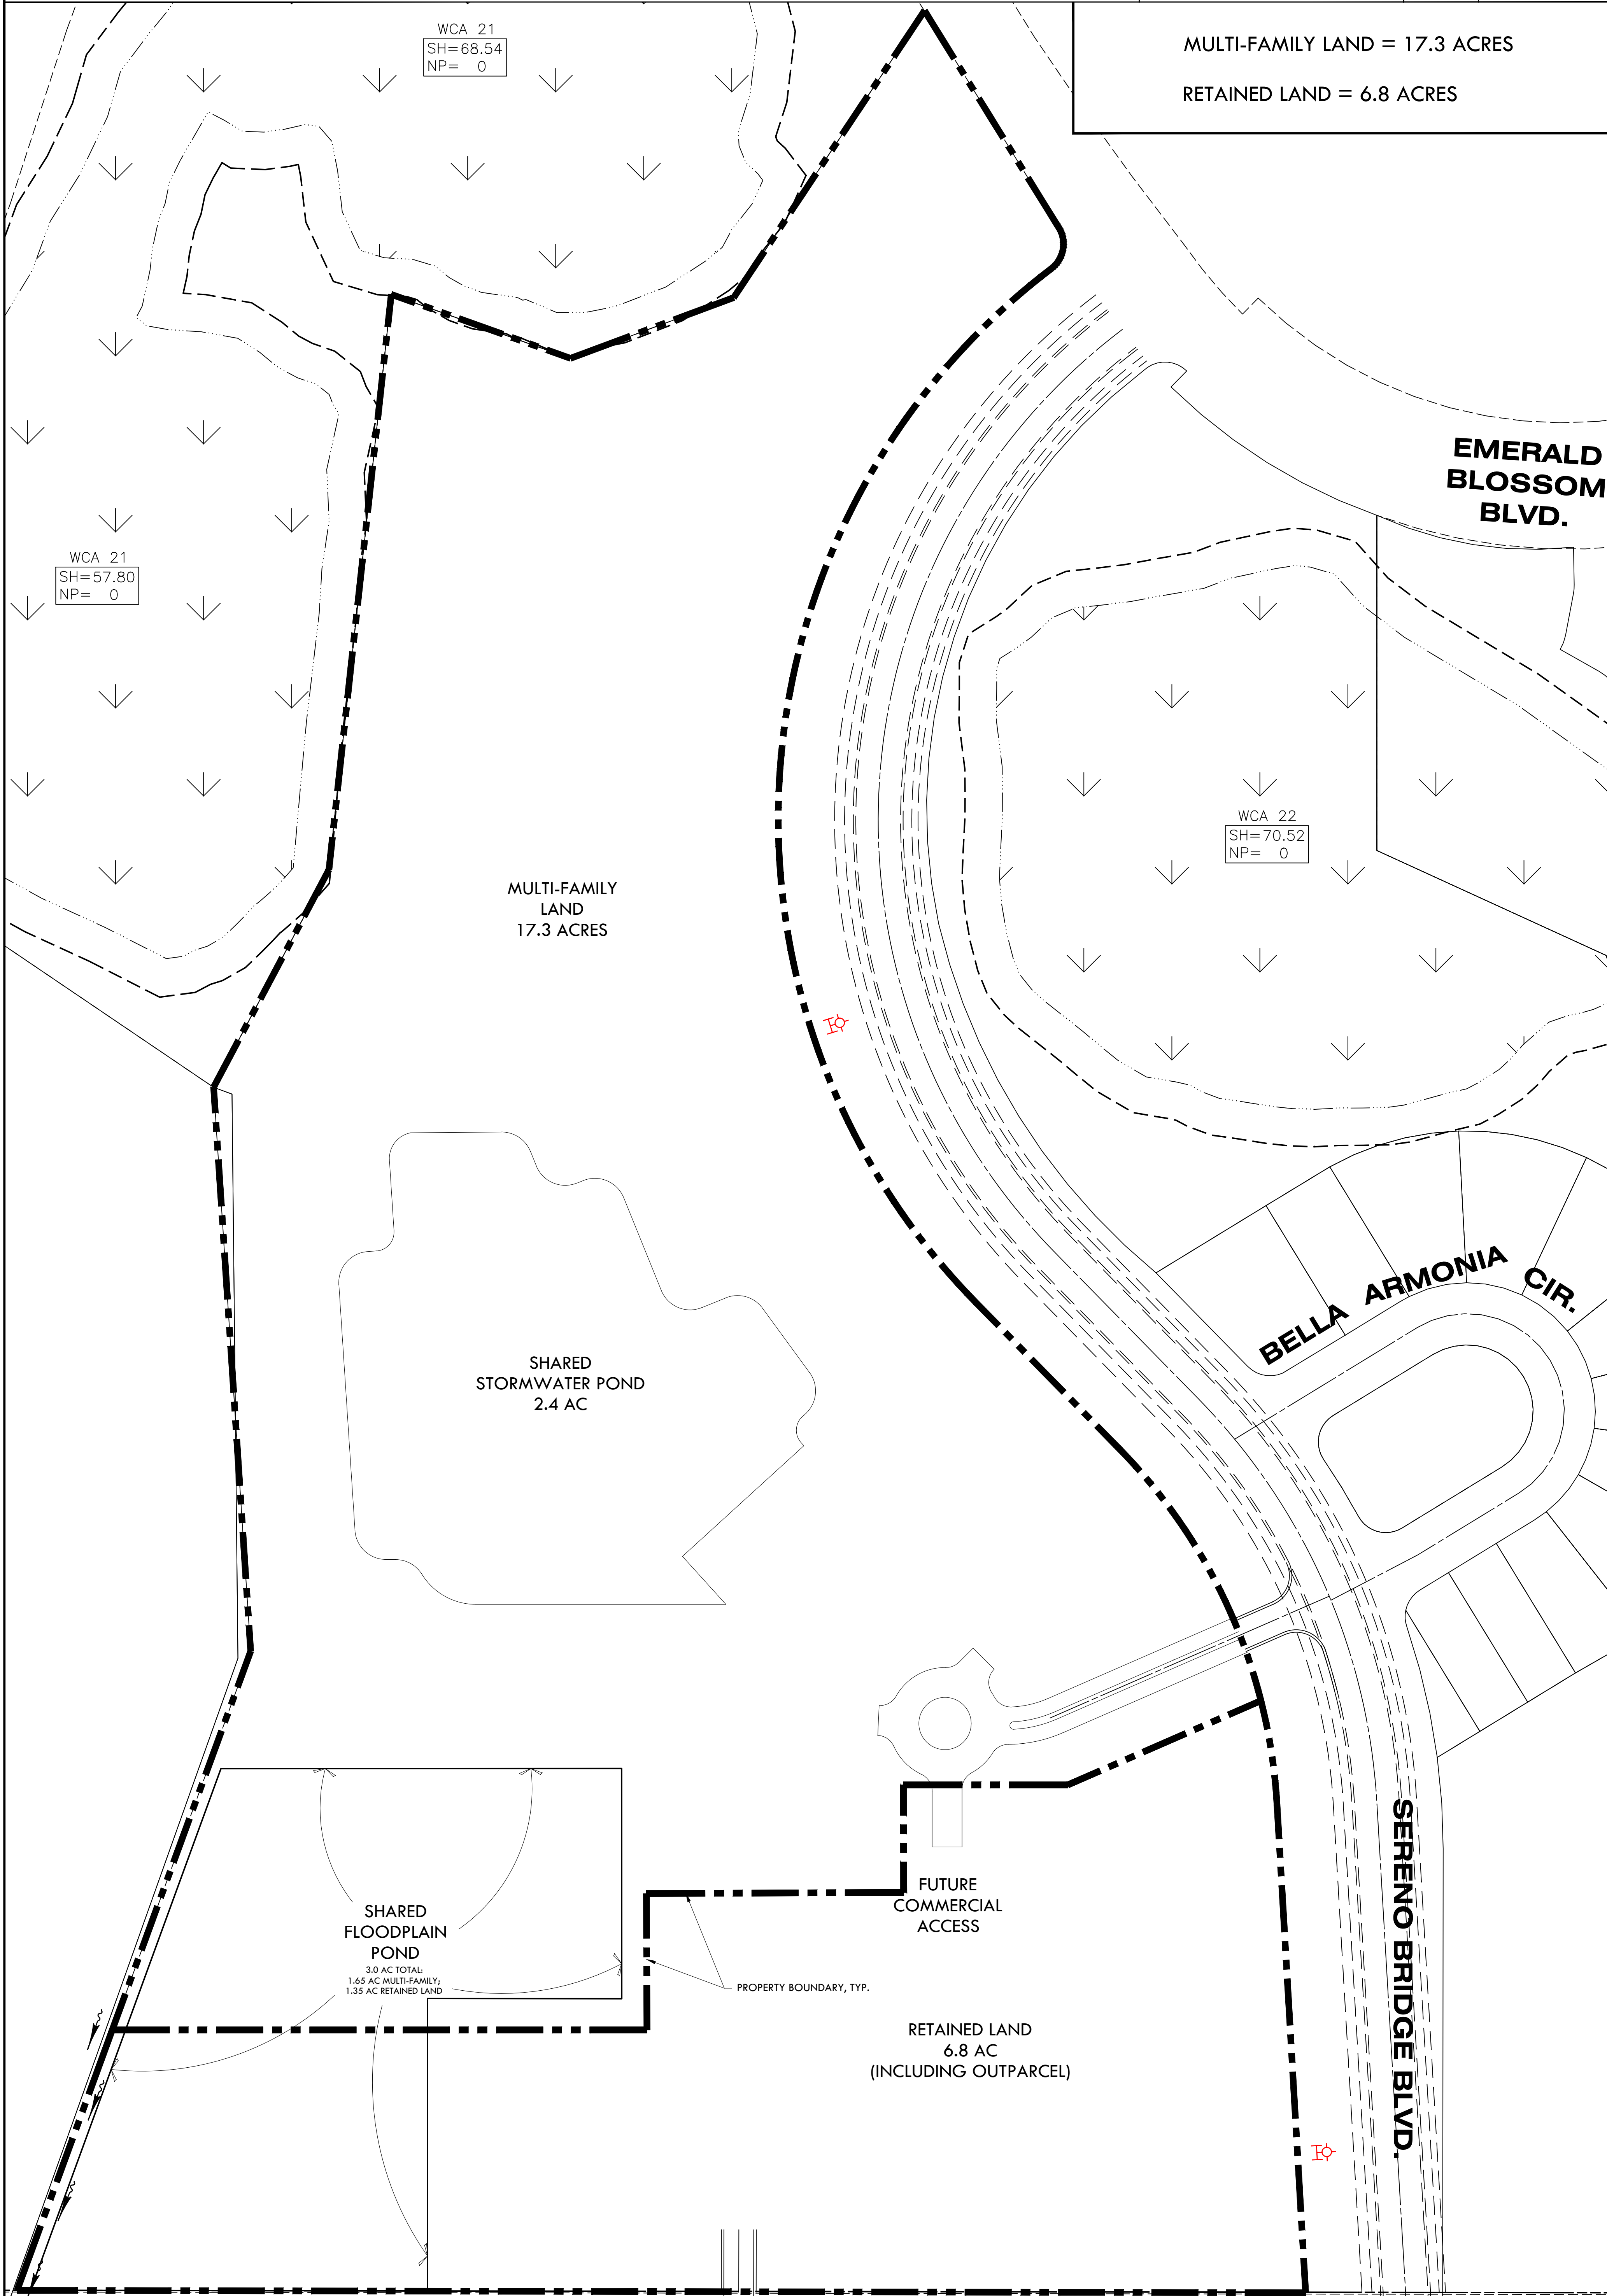 WCA 21
SH=68.54
NP= 0
MULTI-FAMILY LAND = 17.3 ACRES
RETAINED LAND = 6.8 ACRES
EMERALD
BLOSSOM
BLVD.
WCA 21
SH=57.80
NP= 0
WCA 22
SH=70.52
NP= 0
MULTI-FAMILY
LAND
17.3 ACRES
BELLA ARMONIA CIR.
SHARED
STORMWATER POND
2.4 AC
SERENO BRIDGE BLVD.
FUTURE
COMMERCIAL
ACCESS
SHARED
FLOODPLAIN
POND
3.0 AC TOTAL:
1.65 AC MULTI-FAMILY;
1.35 AC RETAINED LAND
PROPERTY BOUNDARY, TYP.
RETAINED LAND
6.8 AC
(INCLUDING OUTPARCEL)